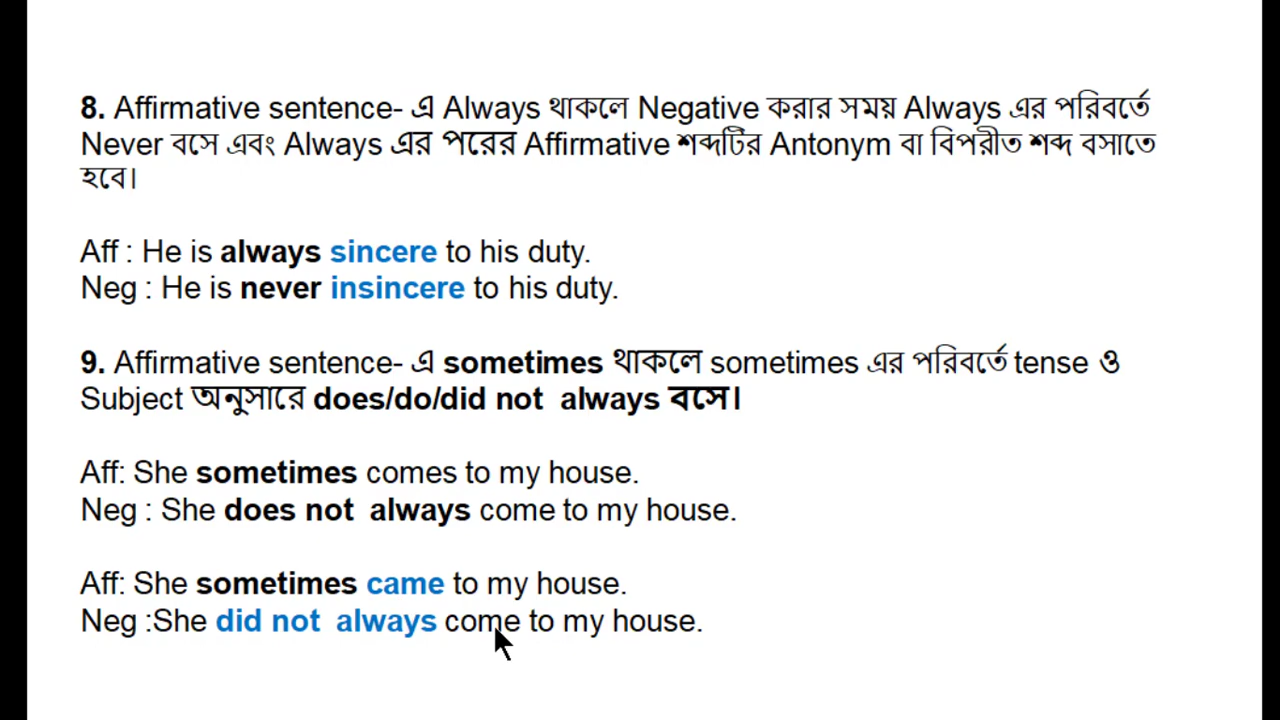 8. Affirmative sentence- এ Always থাকলে Negative করার সময় Always এর পরিবর্তে
Never বসে এবং Always এর পরের Affirmative শব্দটির Antonym বা বিপরীত শব্দ বসাতে
হবে।
Aff : He is always sincere to his duty.
Neg : He is never insincere to his duty.
9. Affirmative sentence- এ sometimes থাকলে sometimes এর পরিবর্তে tense ও
Subject অনুসারে does/do/did not always বসে।
Aff: She sometimes comes to my house.
Neg : She does not always come to my house.
Aff: She sometimes came to my house.
Neg :She did not always come to my house.